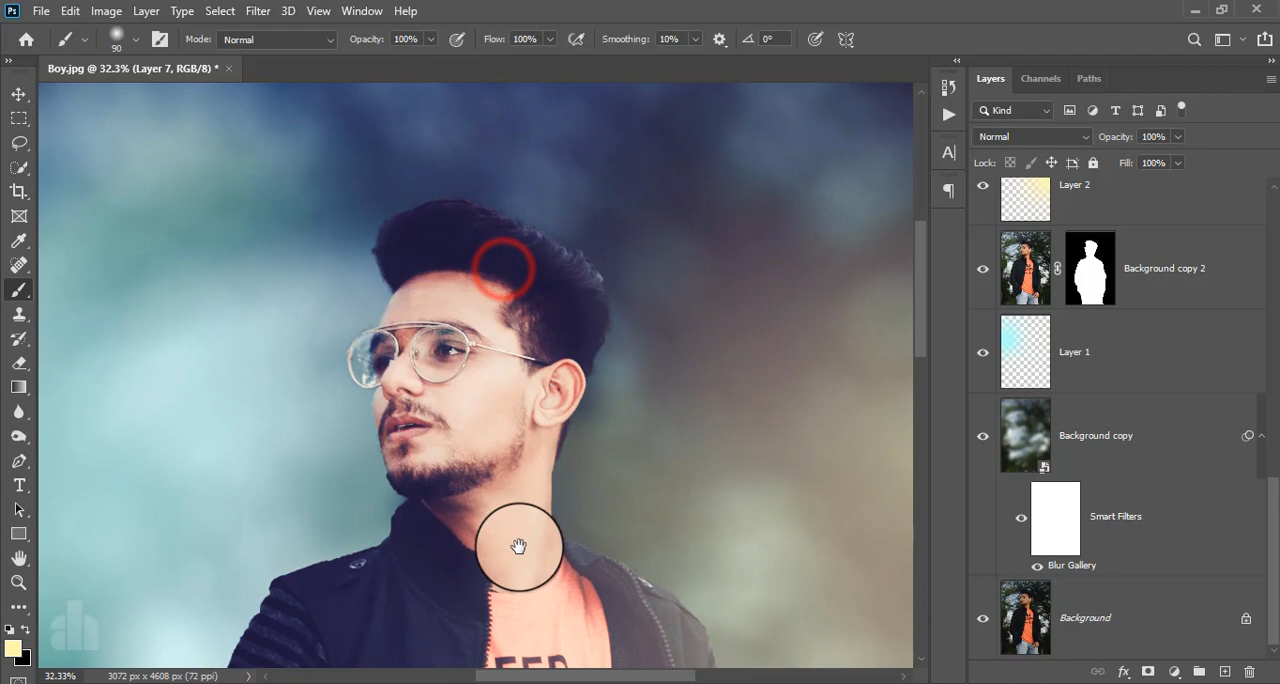 Ps File Edit Image Layer Type Select Filter 3D View Window Help
90 Mode: Normal Opacity: 100% Flow: 100% Smoothing: 10% 0°
Boy.jpg @ 32.3% (Layer 7, RGB/8) * ×
Layers Channels Paths
Kind
Normal Opacity: 100%
Lock: Fill: 100%
Layer 2
Background copy 2
Layer 1
Background copy
Smart Filters
Blur Gallery
Background
ah
32.33% 3072 px x 4608 px (72 ppi)